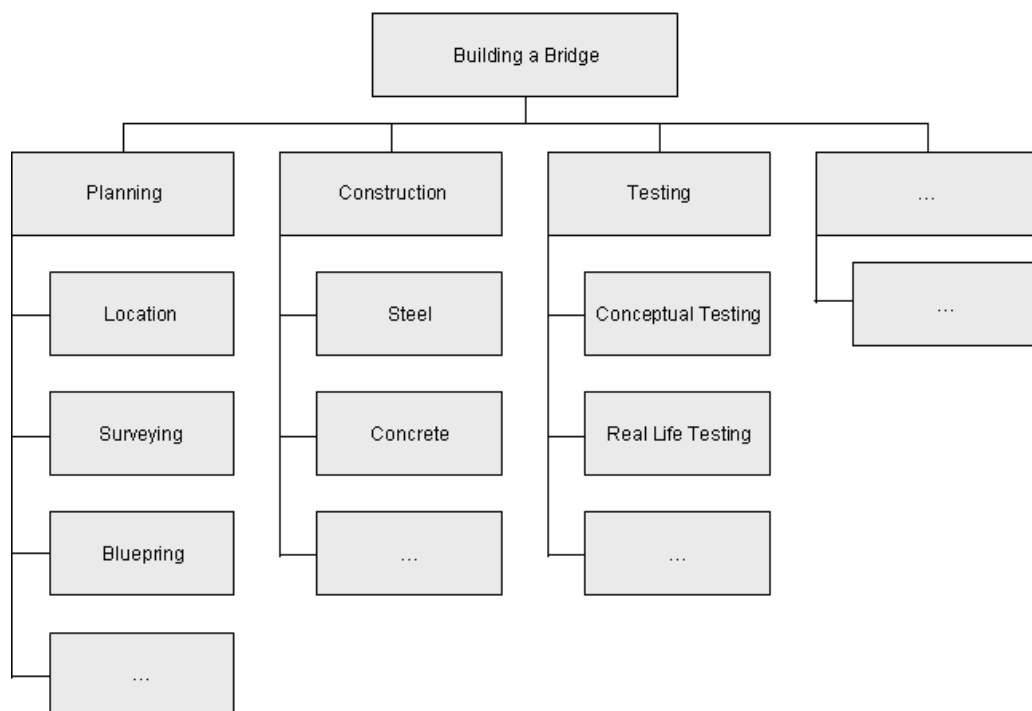 Building a Bridge
Planning
Construction
Testing
...
Location
Steel
Conceptual Testing
...
Surveying
Concrete
Real Life Testing
Bluepring
...
...
...